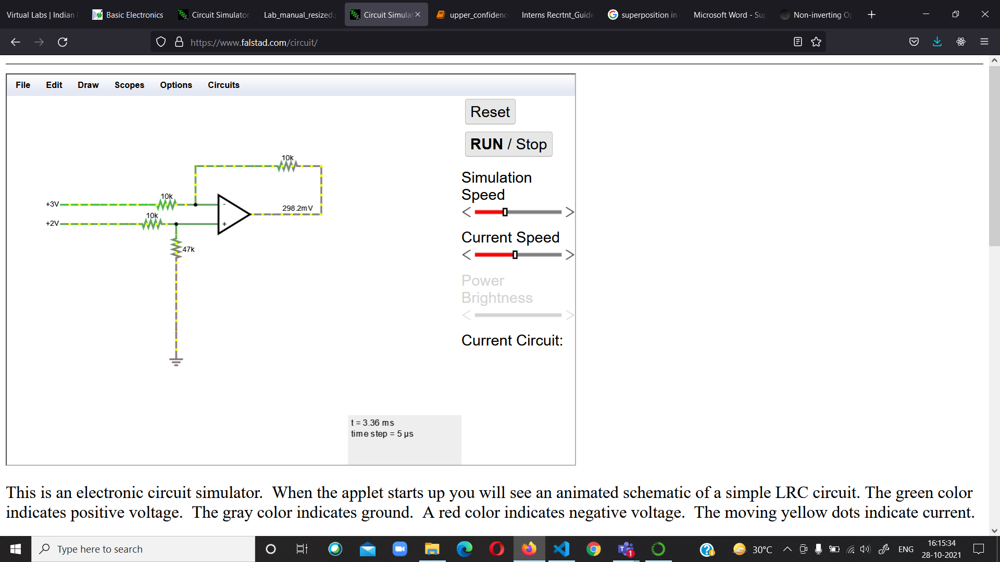 Virtual Labs | Indian
Basic Electronics
Circuit Simulator
Lab_manual_resized.
Circuit Simulat
upper_confidenc
Interns Recrtnt_Guide
superposition in
Microsoft Word - Sup
Non-inverting Op
https://www.falstad.com/circuit/
File Edit Draw Scopes Options Circuits
Reset
RUN / Stop
Simulation
Speed
Current Speed
Power
Brightness
Current Circuit:
10k
10k
+3V
-
298.2mV
10k
+2V
+
47k
t = 3.36 ms
time step = 5 µs
This is an electronic circuit simulator.  When the applet starts up you will see an animated schematic of a simple LRC circuit. The green color
indicates positive voltage.  The gray color indicates ground.  A red color indicates negative voltage.  The moving yellow dots indicate current.
Type here to search
1
30°C
ENG
16:15:34
28-10-2021